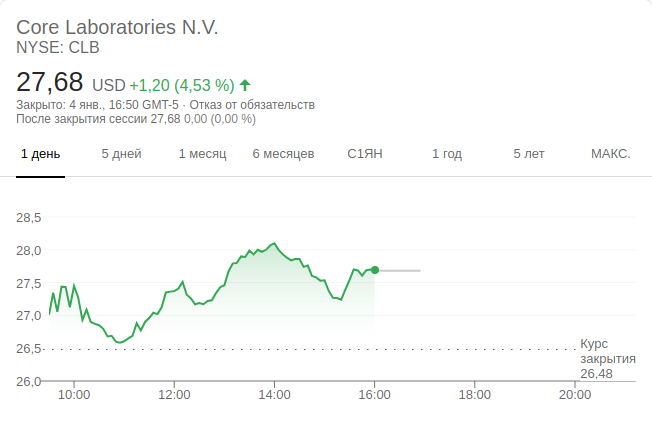 Core Laboratories N.V.
NYSE: CLB
27,68 USD +1,20 (4,53 %)
Закрыто: 4 янв., 16:50 GMT-5 · Отказ от обязательств
После закрытия сессии 27,68 0,00 (0,00 %)
1 день 5 дней 1 месяц 6 месяцев С1ЯН 1 год 5 лет МАКС.
28,5
28,0
27,5
27,0
26,5
26,0
Курс
закрытия
26,48
10:00 12:00 14:00 16:00 18:00 20:00